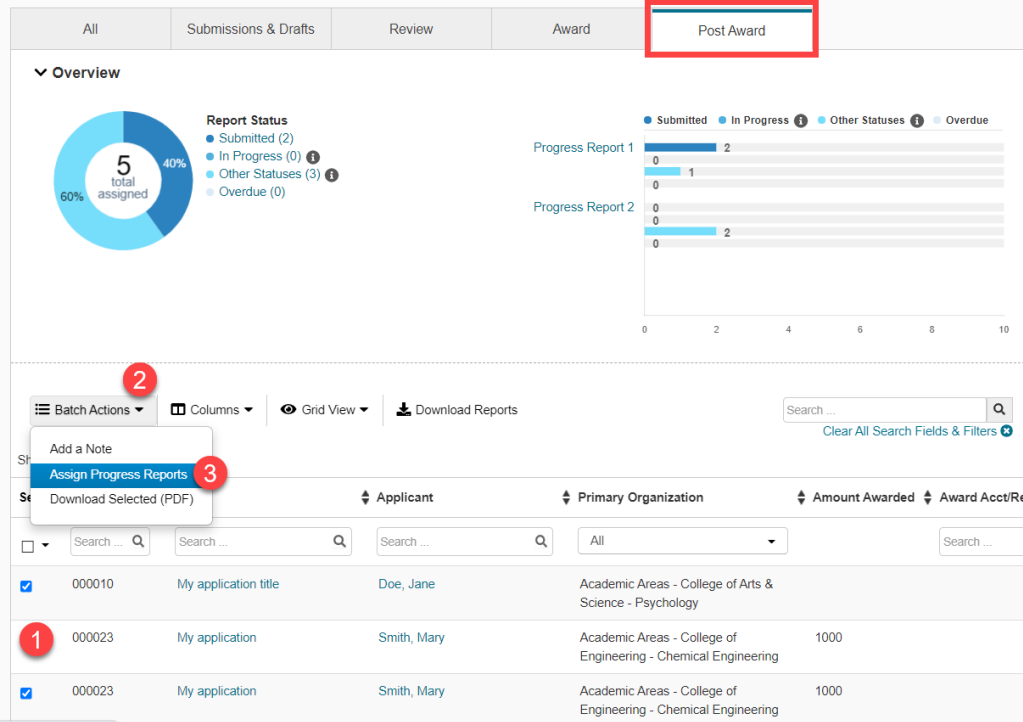 All
Submissions & Drafts
Review
Award
Post Award
Overview
Report Status
Submitted (2)
In Progress (0)
Other Statuses (3)
Overdue (0)
5
total
assigned
40%
60%
Submitted In Progress Other Statuses Overdue
Progress Report 1
2
0
1
0
Progress Report 2
0
0
2
0
0 2 4 6 8 10
2
Batch Actions
Columns
Grid View
Download Reports
Search ...
Clear All Search Fields & Filters
Add a Note
Assign Progress Reports
3
Download Selected (PDF)
Sh
Se
Applicant
Primary Organization
Amount Awarded
Award Acct/Re
Search ...
Search ...
Search ...
All
Search ...
000010
My application title
Doe, Jane
Academic Areas - College of Arts &
Science - Psychology
1
000023
My application
Smith, Mary
Academic Areas - College of
Engineering - Chemical Engineering
1000
000023
My application
Smith, Mary
Academic Areas - College of
Engineering - Chemical Engineering
1000